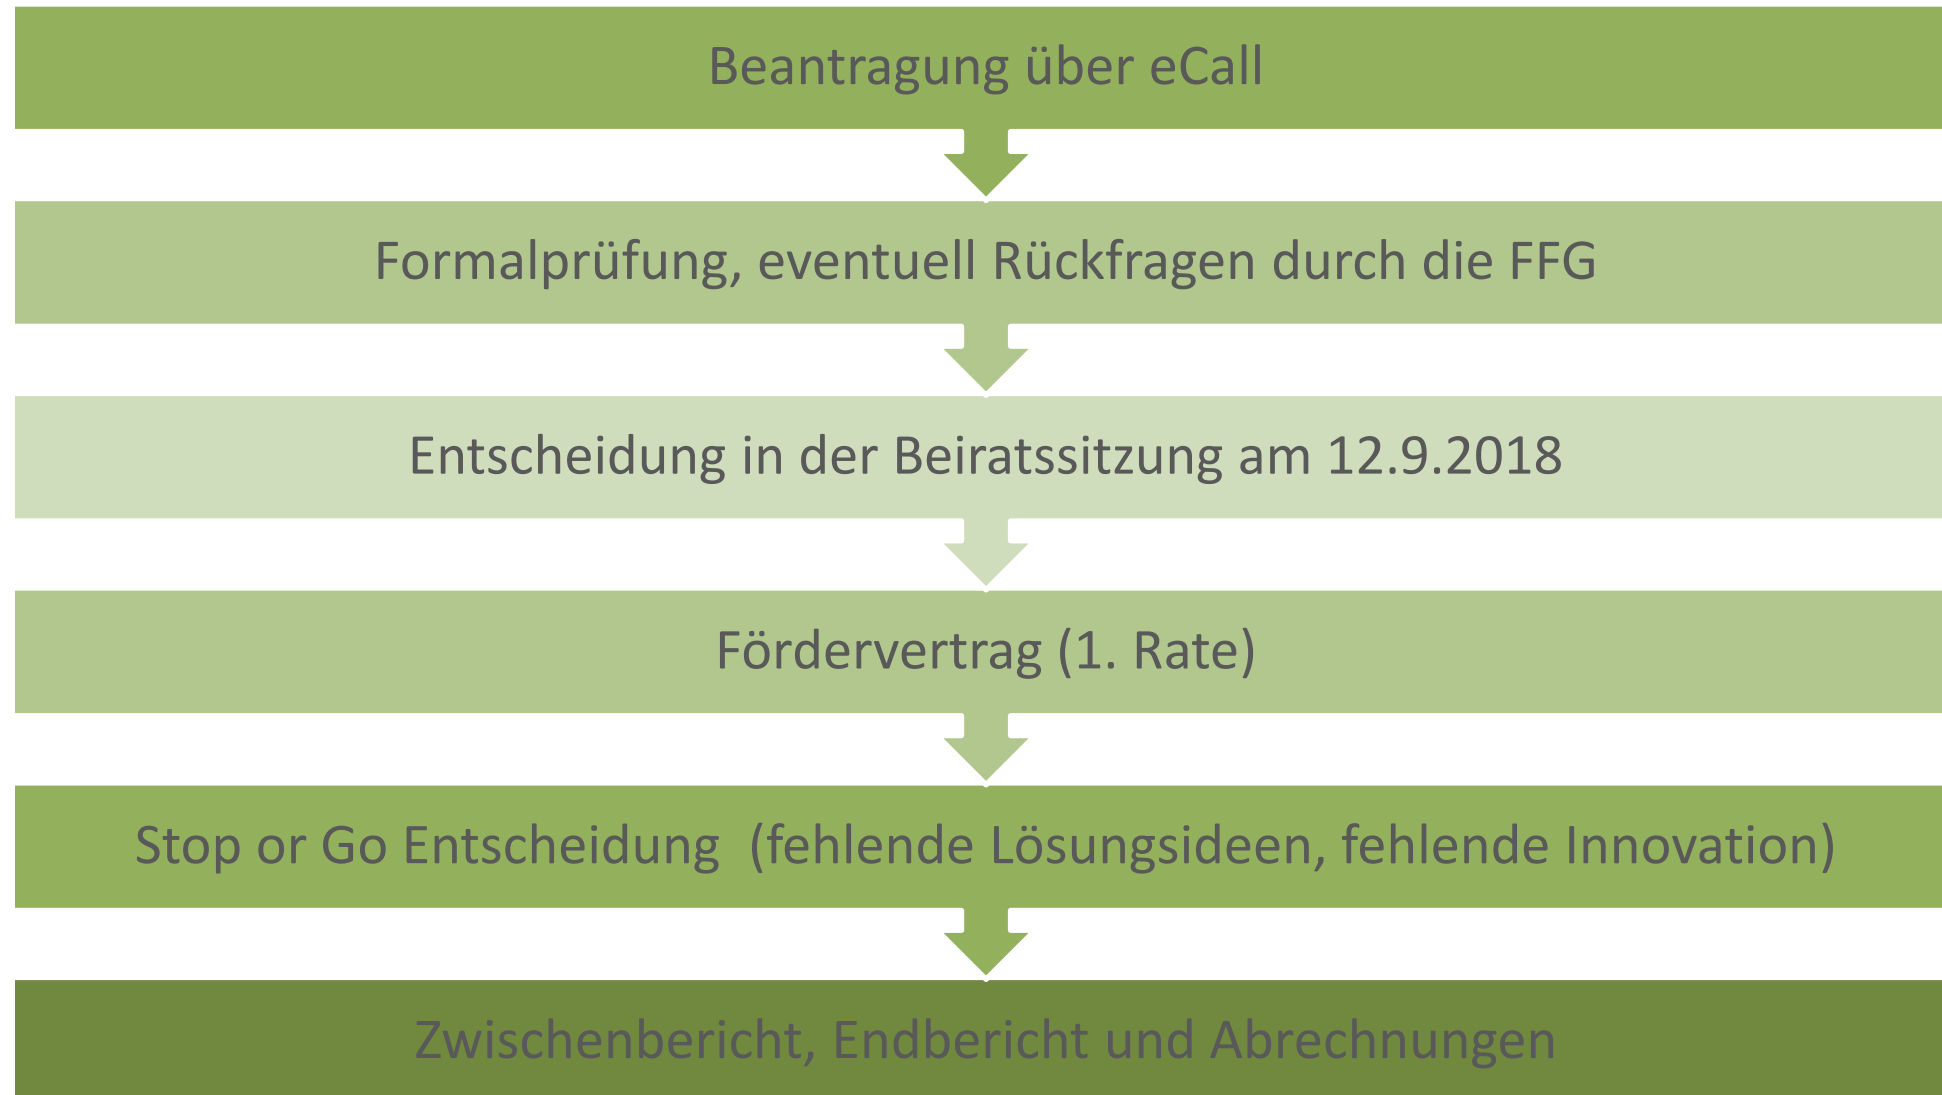 Beantragung über eCall
Formalprüfung, eventuell Rückfragen durch die FFG
Entscheidung in der Beiratssitzung am 12.9.2018
Fördervertrag (1. Rate)
Stop or Go Entscheidung  (fehlende Lösungsideen, fehlende Innovation)
Zwischenbericht, Endbericht und Abrechnungen